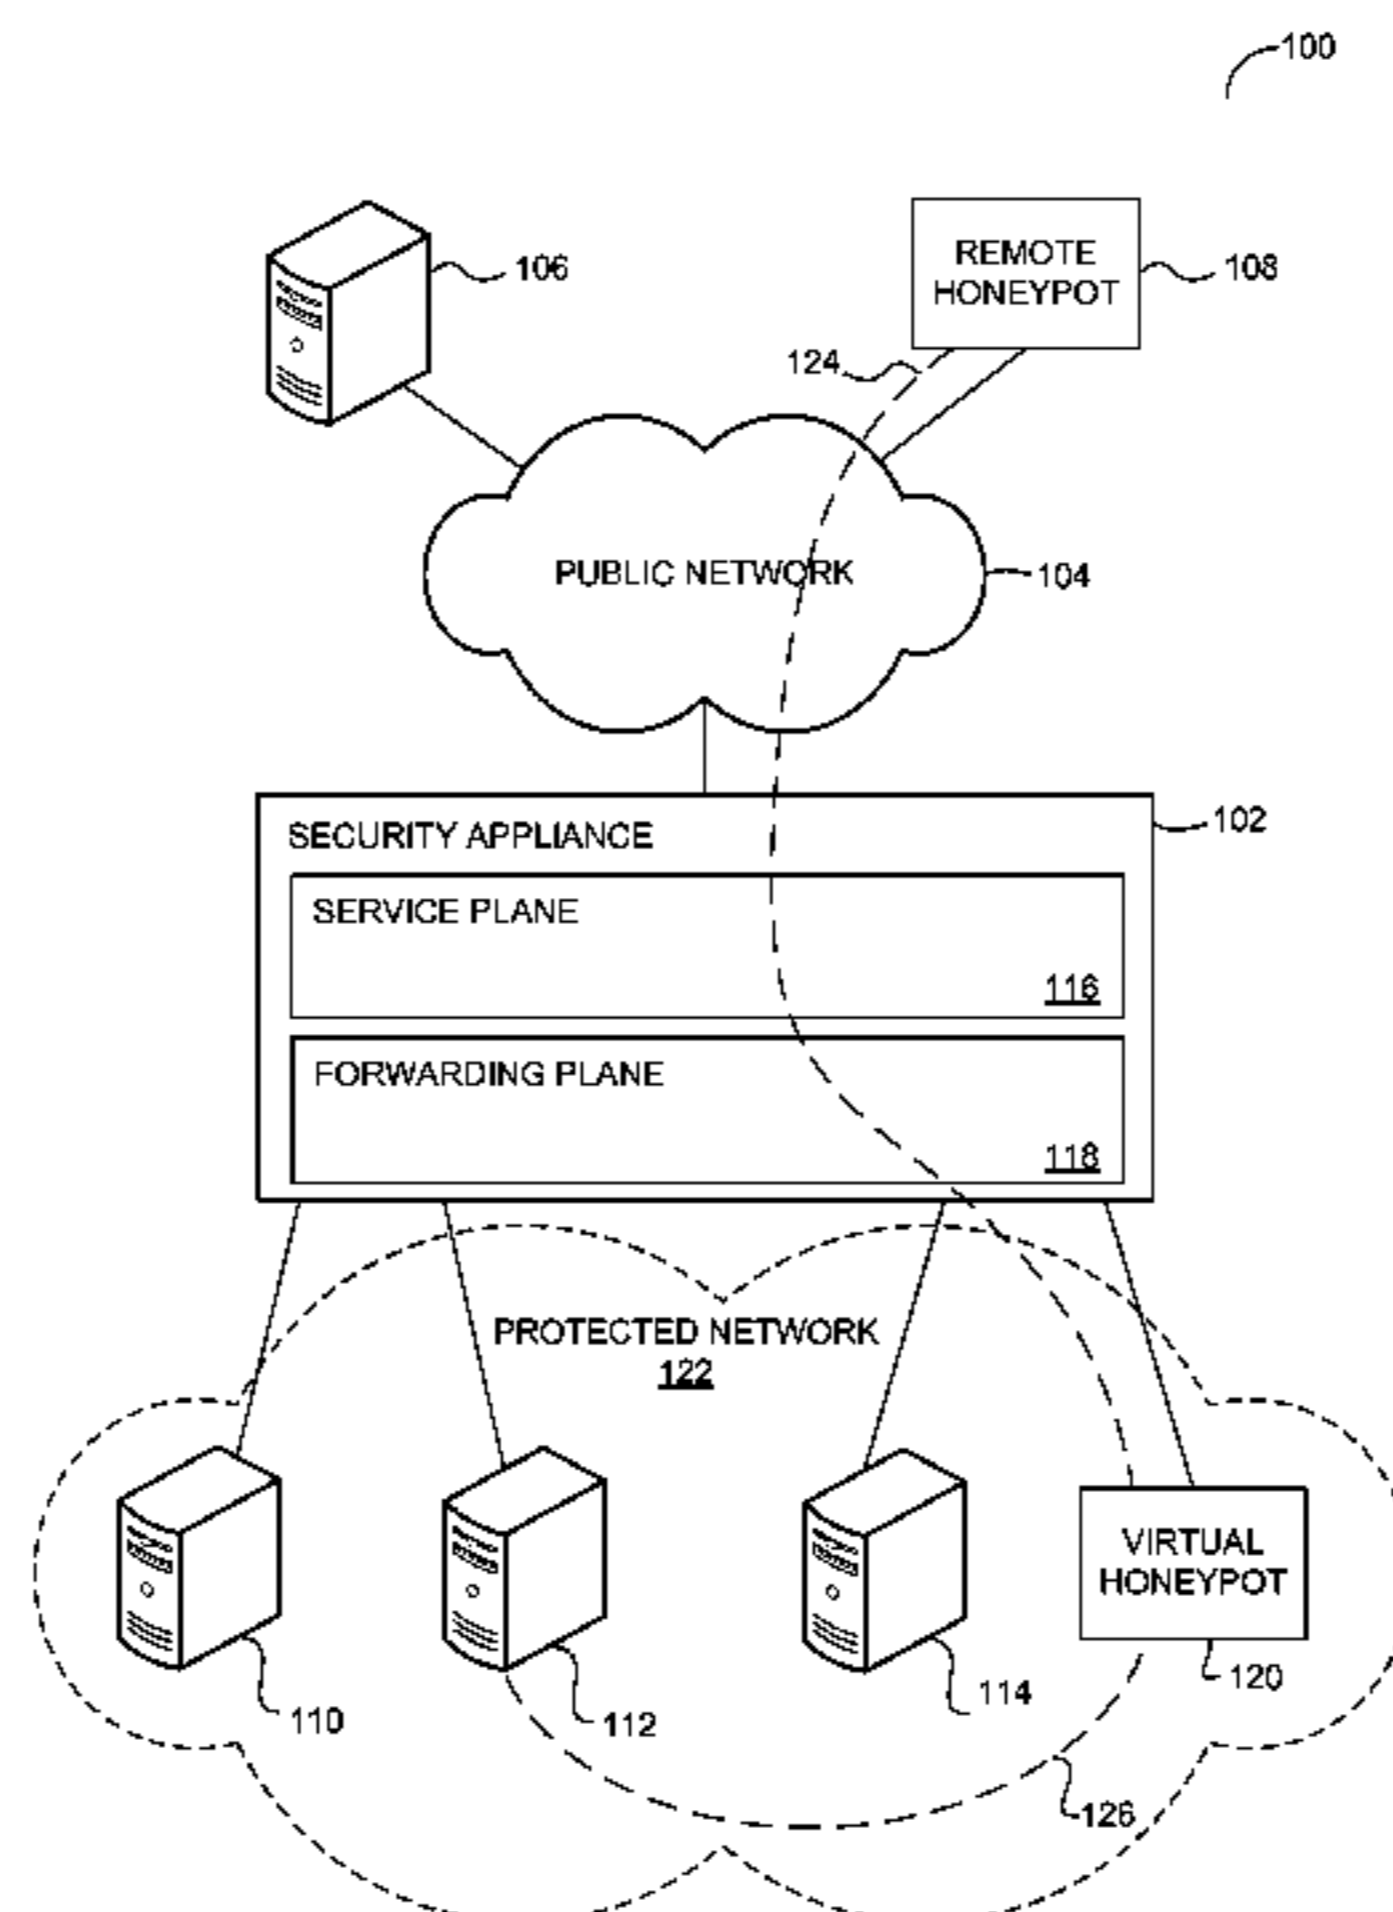 100
106
REMOTE
HONEYPOT
108
124
PUBLIC NETWORK
104
SECURITY APPLIANCE
102
SERVICE PLANE
116
FORWARDING PLANE
118
PROTECTED NETWORK
122
VIRTUAL
HONEYPOT
110
112
114
120
126